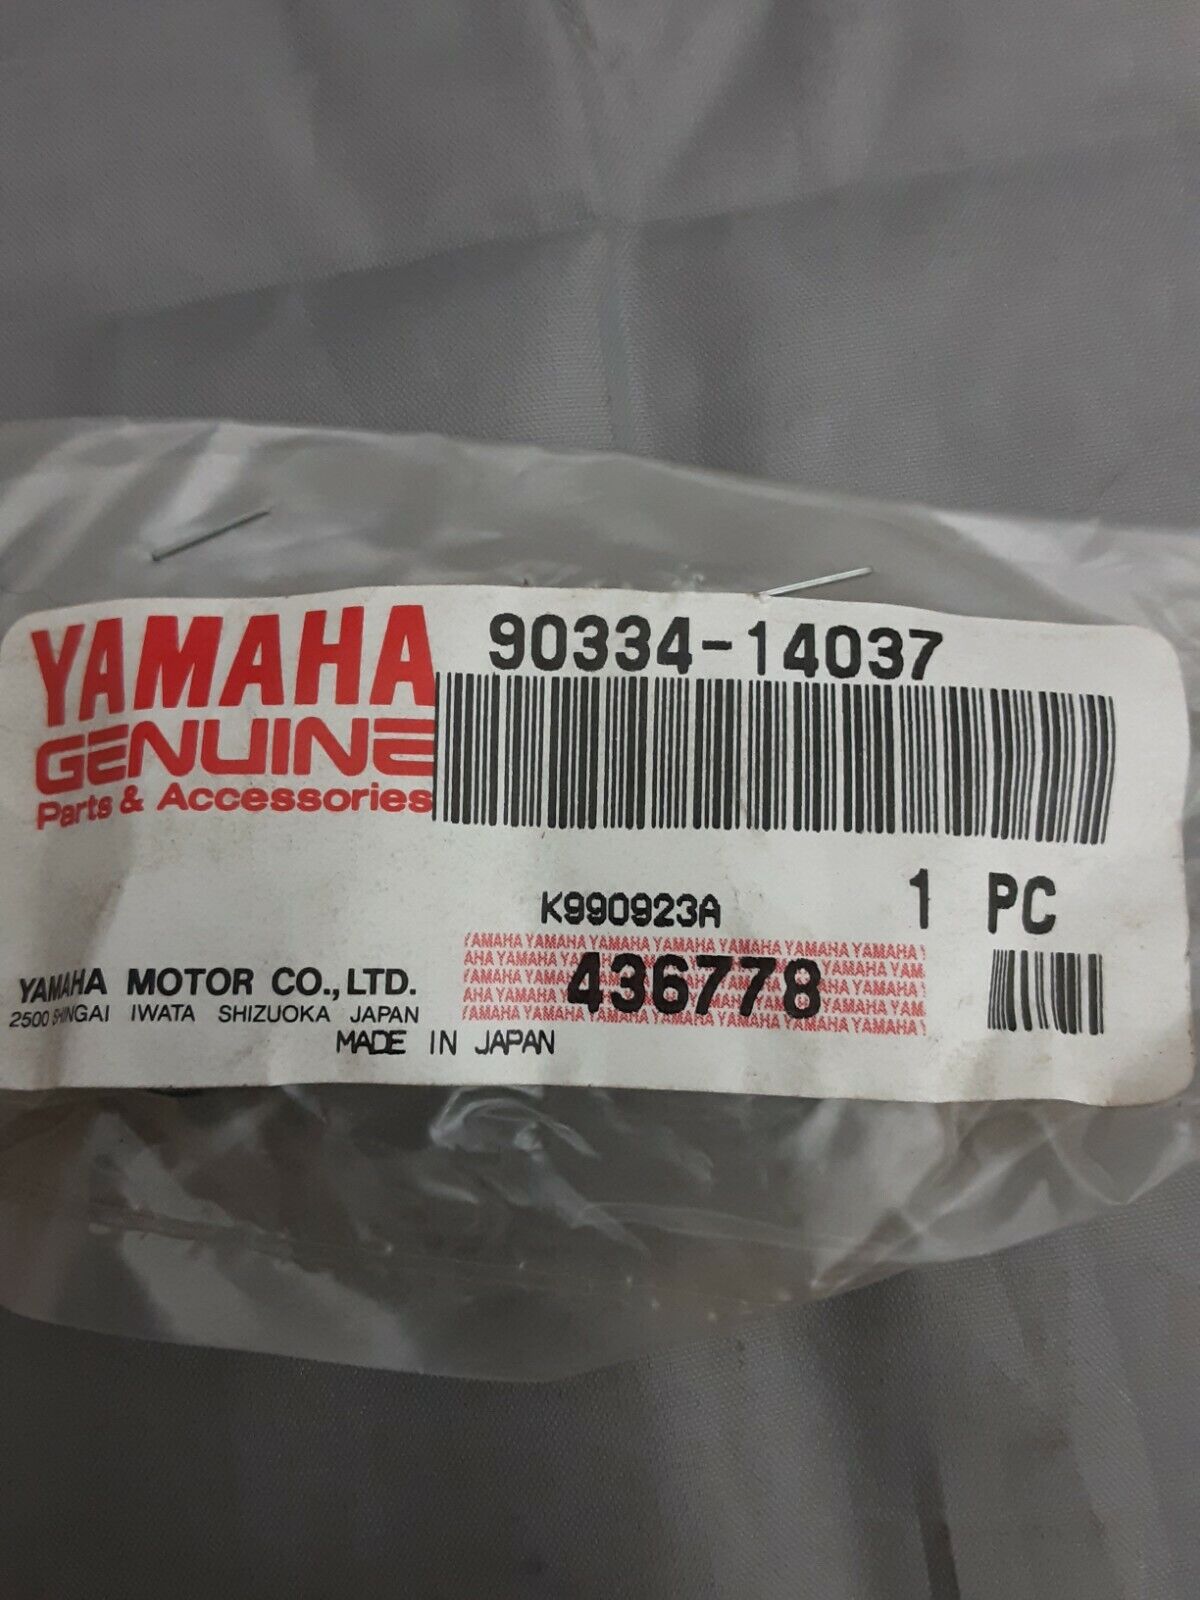 YAMAHA
GENUINE
Parts & Accessories
90334-14037
K990923A
1 PC
YAMAHA YAMAHA YAMAHA YAMAHA YAMAHA YAMAHA YAMAHA
436778
YAMAHA MOTOR CO., LTD.
2500 SHINGAI IWATA SHIZUOKA JAPAN
MADE IN JAPAN